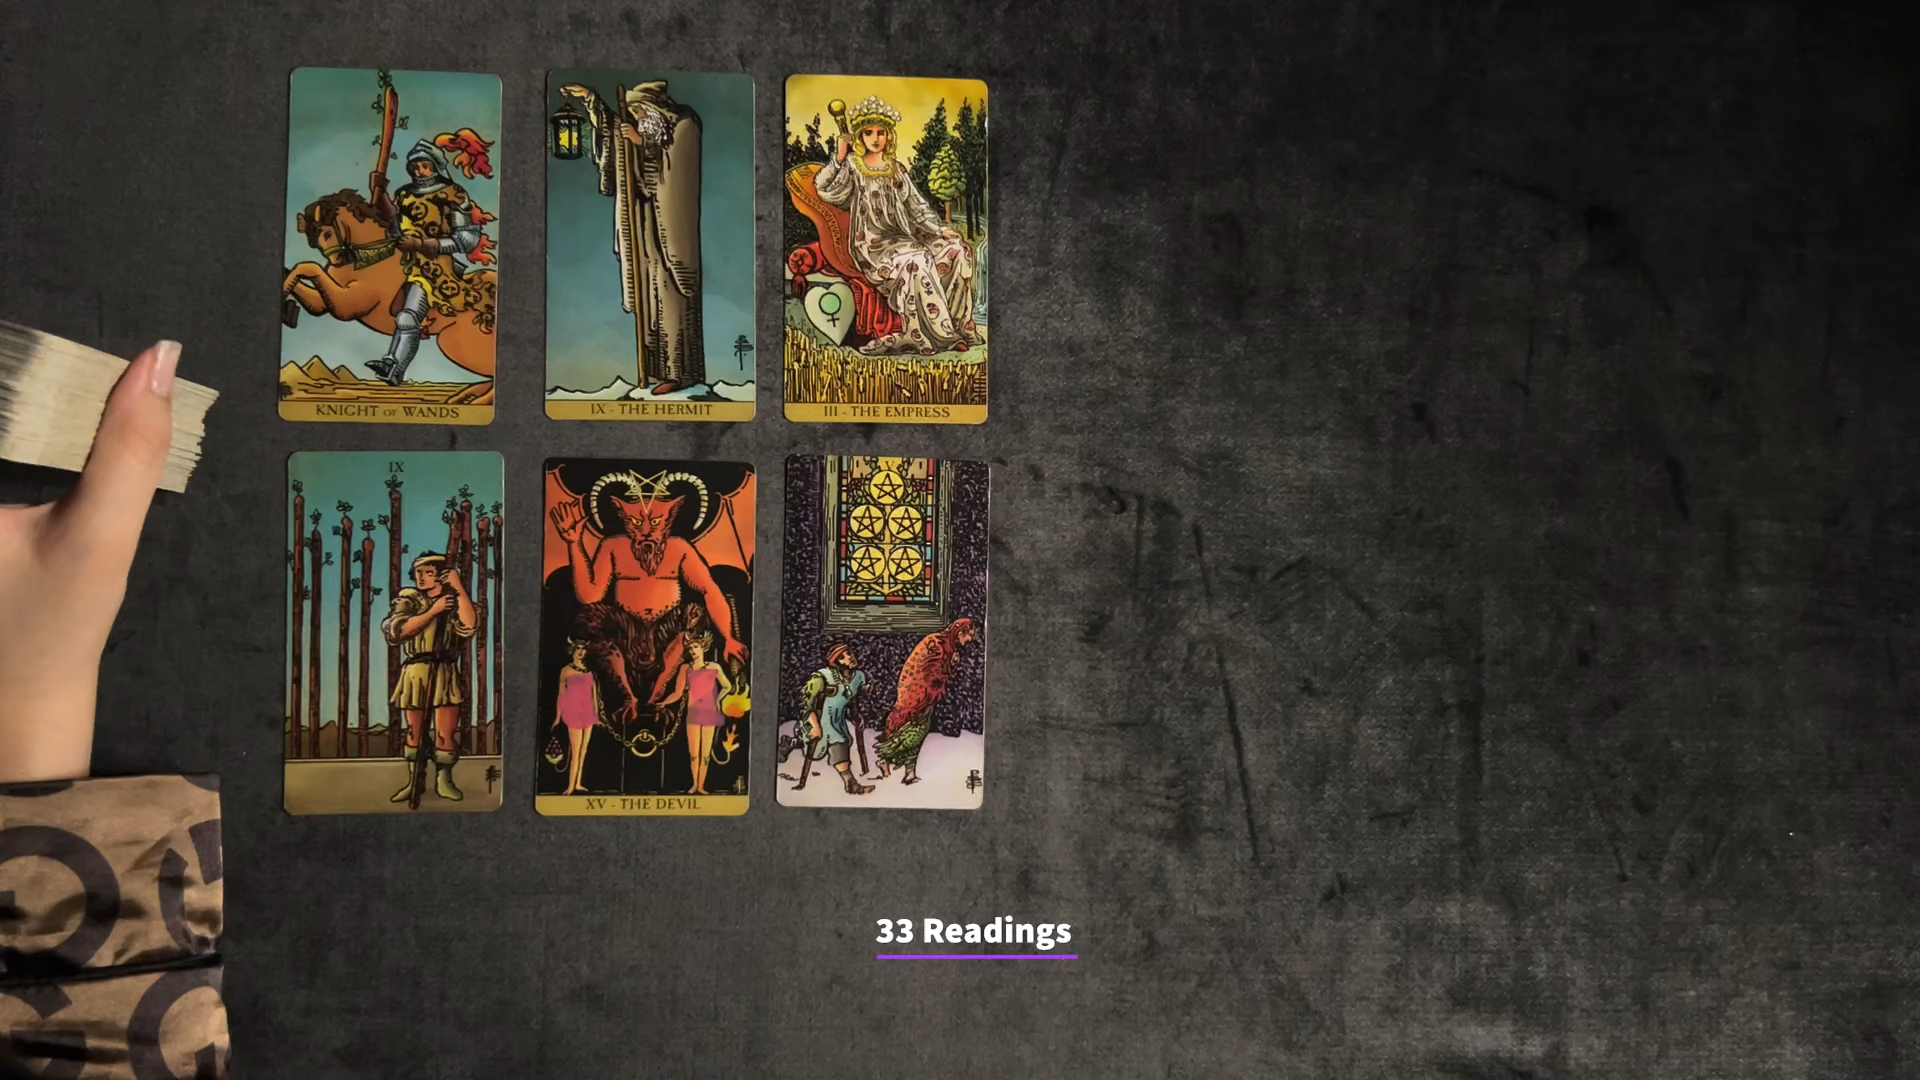 KNIGHT OF WANDS
IX - THE HERMIT
III - THE EMPRESS
IX
V
XV - THE DEVIL
33 Readings